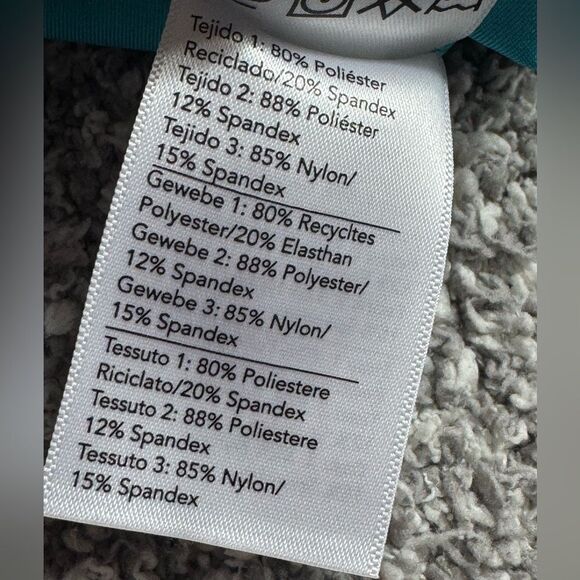 Tejido 1: 80% Poliéster
Reciclado/20% Spandex
Tejido 2: 88% Poliéster
12% Spandex
Tejido 3: 85% Nylon/
15% Spandex
Gewebe 1: 80% Recycltes
Polyester/20% Elasthan
Gewebe 2: 88% Polyester/
12% Spandex
Gewebe 3: 85% Nylon/
15% Spandex
Tessuto 1: 80% Poliestere
Riciclato/20% Spandex
Tessuto 2: 88% Poliestere
12% Spandex
Tessuto 3: 85% Nylon/
15% Spandex